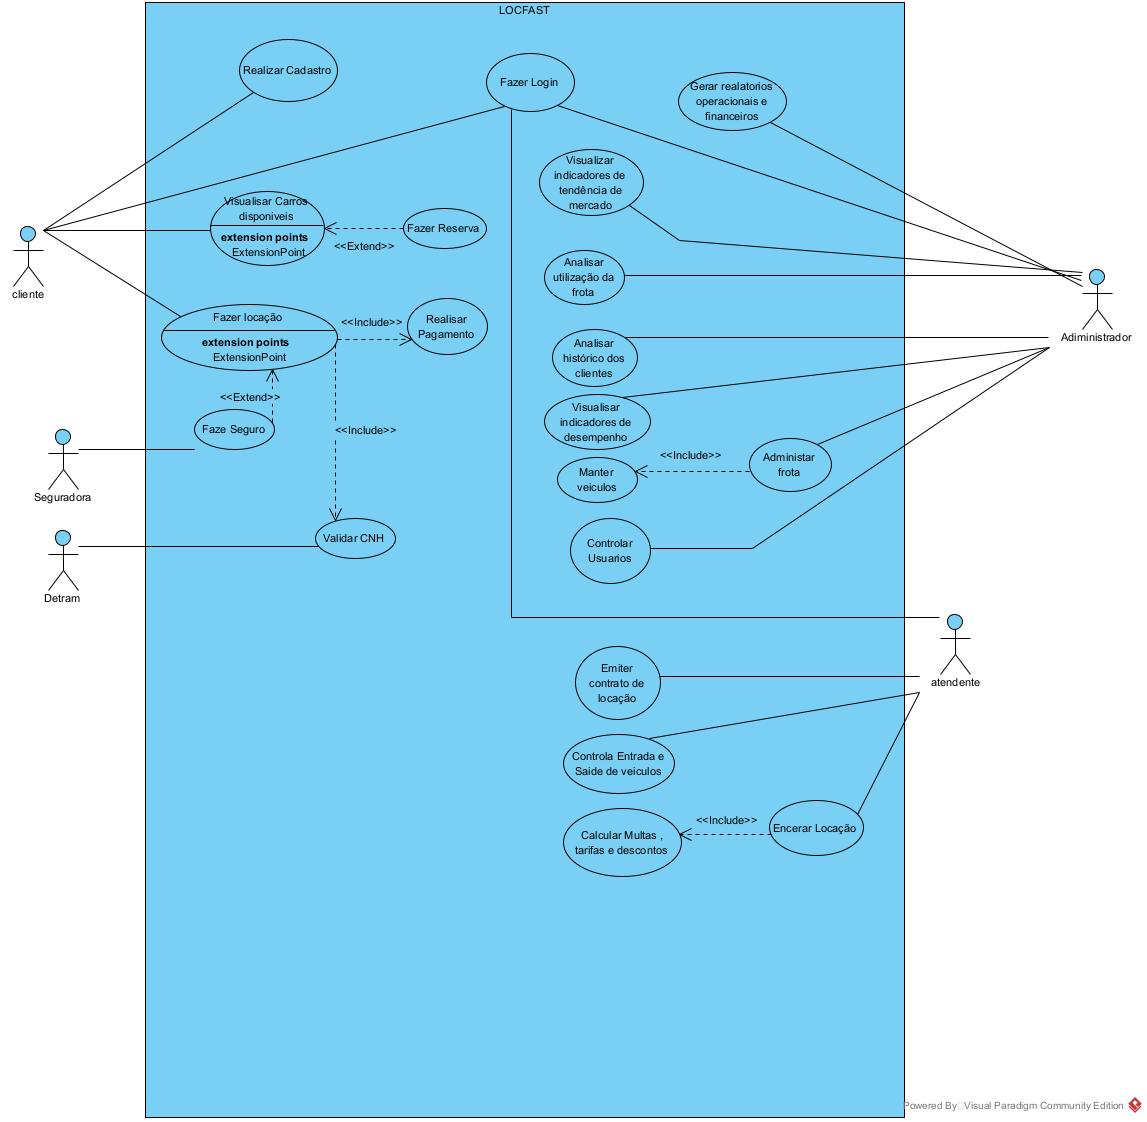 LOCFAST
Realizar Cadastro
Fazer Login
Gerar realatorios
operacionais e
financeiros
Visualizar
indicadores de
tendência de
mercado
Visualisar Carros
disponiveis
extension points
ExtensionPoint
<<Extend>>
Fazer Reserva
cliente
Analisar
utilização da
frota
Adiministrador
Fazer locação
extension points
ExtensionPoint
<<Include>>
Realisar
Pagamento
Analisar
histórico dos
clientes
<<Extend>>
Faze Seguro
<<Include>>
Visualisar
indicadores de
desempenho
Seguradora
Manter
veiculos
<<Include>>
Administar
frota
Validar CNH
Detram
Controlar
Usuarios
atendente
Emiter
contrato de
locação
Controla Entrada e
Saide de veiculos
Calcular Multas ,
tarifas e descontos
<<Include>>
Encerar Locação
Powered By Visual Paradigm Community Edition